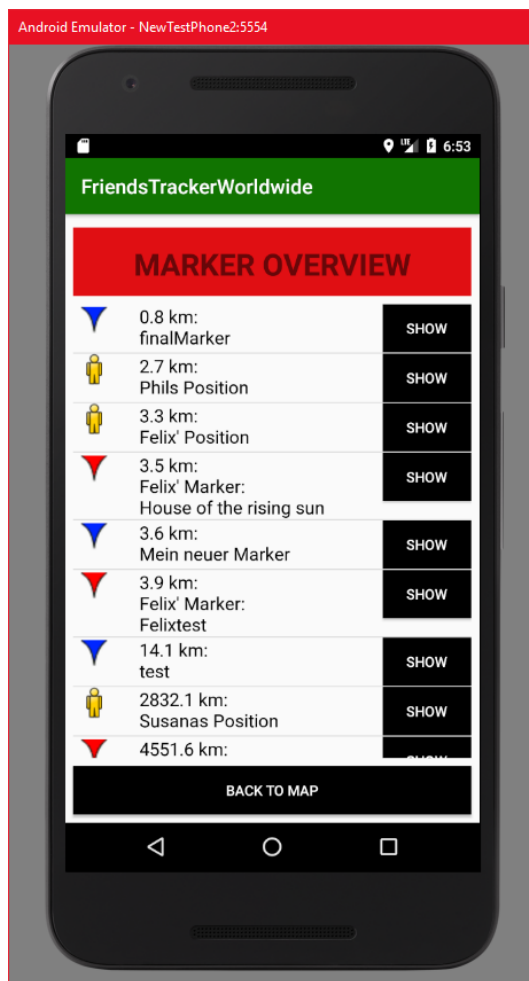 Android Emulator - NewTestPhone2:5554
LTE 6:53
FriendsTrackerWorldwide
MARKER OVERVIEW
0.8 km:
finalMarker
SHOW
2.7 km:
Phils Position
SHOW
3.3 km:
Felix' Position
SHOW
3.5 km:
Felix' Marker:
House of the rising sun
SHOW
3.6 km:
Mein neuer Marker
SHOW
3.9 km:
Felix' Marker:
Felixtest
SHOW
14.1 km:
test
SHOW
2832.1 km:
Susanas Position
SHOW
4551.6 km:
BACK TO MAP